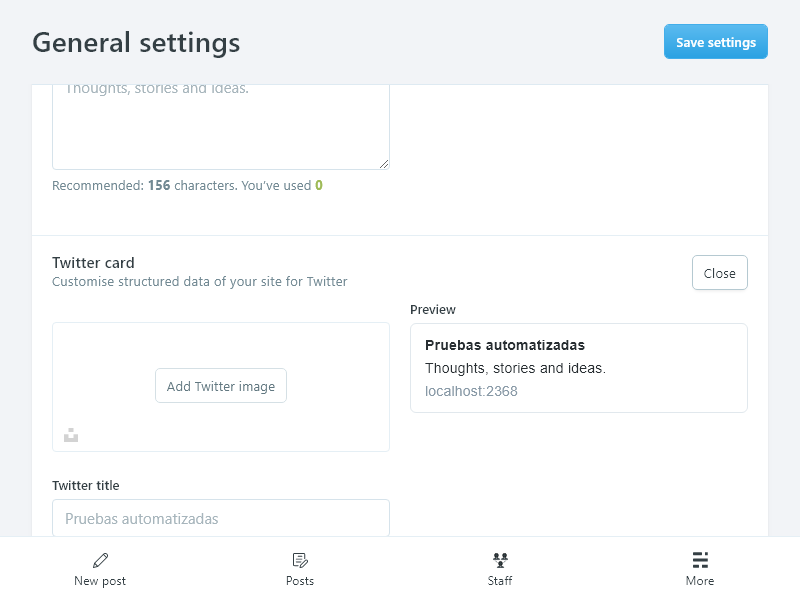 General settings
Save settings
Thoughts, stories and ideas.
Recommended: 156 characters. You've used 0
Twitter card
Customise structured data of your site for Twitter
Close
Preview
Pruebas automatizadas
Thoughts, stories and ideas.
localhost:2368
Add Twitter image
Twitter title
Pruebas automatizadas
New post
Posts
Staff
More